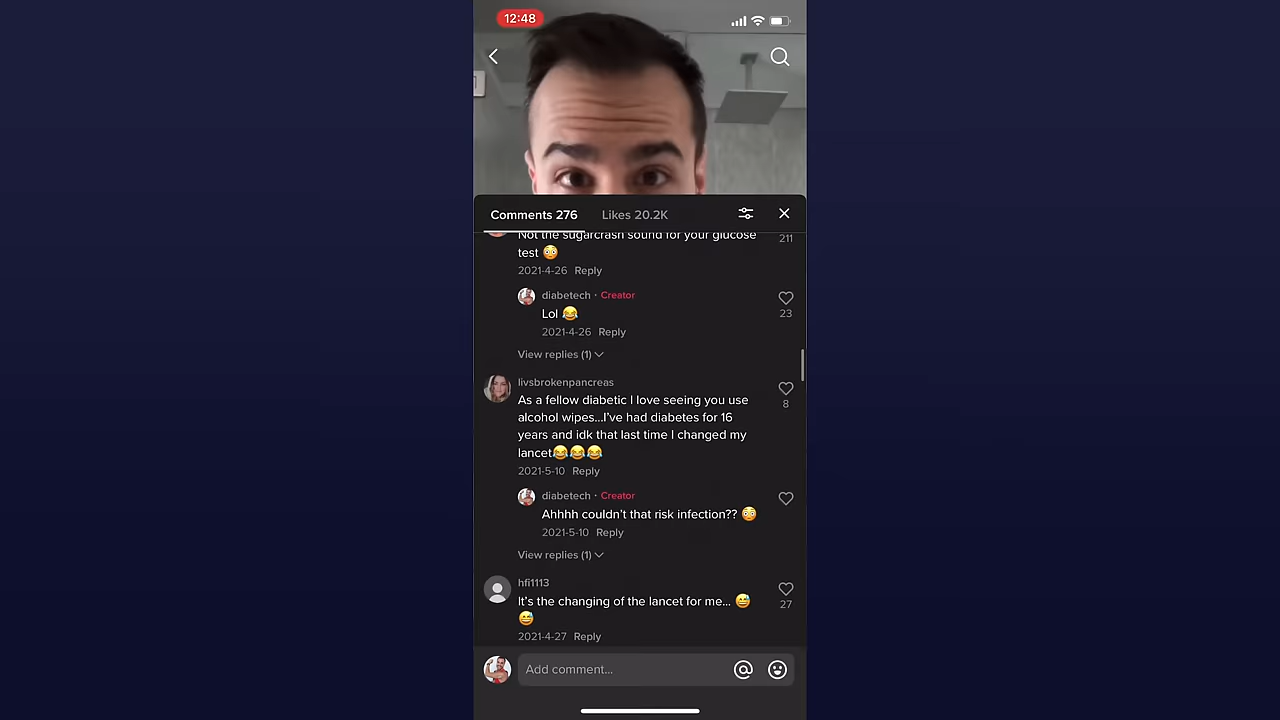 12:48
Comments 276
Likes 20.2K
Not the sugarcrash sound for your glucose
test 😳
211
2021-4-26 Reply
diabetech · Creator
Lol 😂
23
2021-4-26 Reply
View replies (1)
livsbrokenpancreas
As a fellow diabetic I love seeing you use
alcohol wipes...I've had diabetes for 16
years and idk that last time I changed my
lancet😂😂😂
8
2021-5-10 Reply
diabetech · Creator
Ahhhh couldn't that risk infection?? 😳
2021-5-10 Reply
View replies (1)
hfi1113
It's the changing of the lancet for me... 😅
😅
27
2021-4-27 Reply
Add comment...